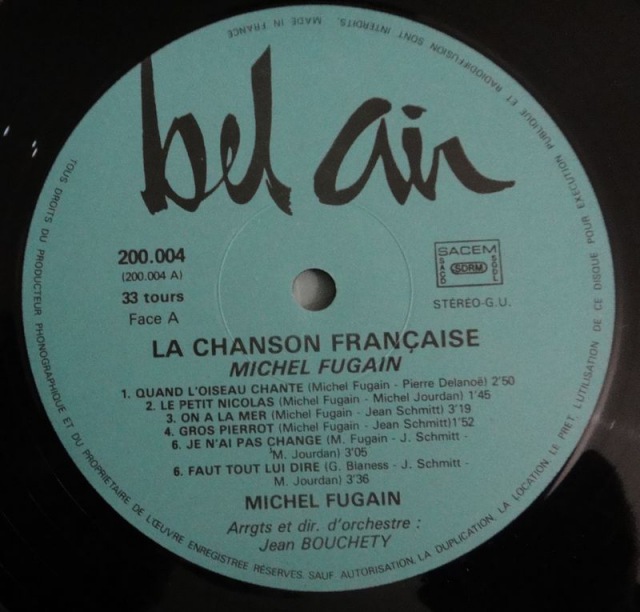 bel air
200.004
(200.004 A)
33 tours
Face A
SACEM
SACD
SDRM
SGDL
STEREO-G.U.
LA CHANSON FRANÇAISE
MICHEL FUGAIN
1. QUAND L'OISEAU CHANTE (Michel Fugain - Pierre Delanoë) 2'50
2. LE PETIT NICOLAS (Michel Fugain - Michel Jourdan) 1'45
3. ON A LA MER (Michel Fugain - Jean Schmitt) 3'19
4. GROS PIERROT (Michel Fugain - Jean Schmitt)1'52
6. JE N'AI PAS CHANGE (M. Fugain - J. Schmitt -
M. Jourdan) 3'05
6. FAUT TOUT LUI DIRE (G. Blaness - J. Schmitt -
M. Jourdan) 3'36
MICHEL FUGAIN
Arrgts et dir. d'orchestre :
Jean BOUCHETY
TOUS DROITS DU PRODUCTEUR PHONOGRAPHIQUE ET DU PROPRIETAIRE DE L'ŒUVRE ENREGISTREE RÉSERVES. SAUF AUTORISATION, LA DUPLICATION, LA LOCATION, LE PRET, L'UTILISATION DE CE DISQUE POUR EXECUTION PUBLIQUE ET RADIODIFFUSION SONT INTERDITS. MADE IN FRANCE